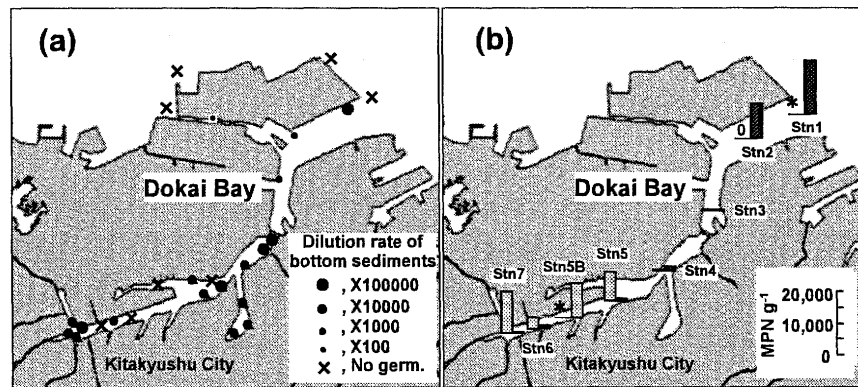 (a)
Dokai Bay
Dilution rate of
bottom sediments
●, X100000
●, X10000
●, X1000
●, X100
×, No germ.
Kitakyushu City
(b)
*
Stn1
0
Stn2
Dokai Bay
Stn3
Stn4
Stn5
Stn5B
*
Stn7
Stn6
Kitakyushu City
MPN g⁻¹
20,000
10,000
0